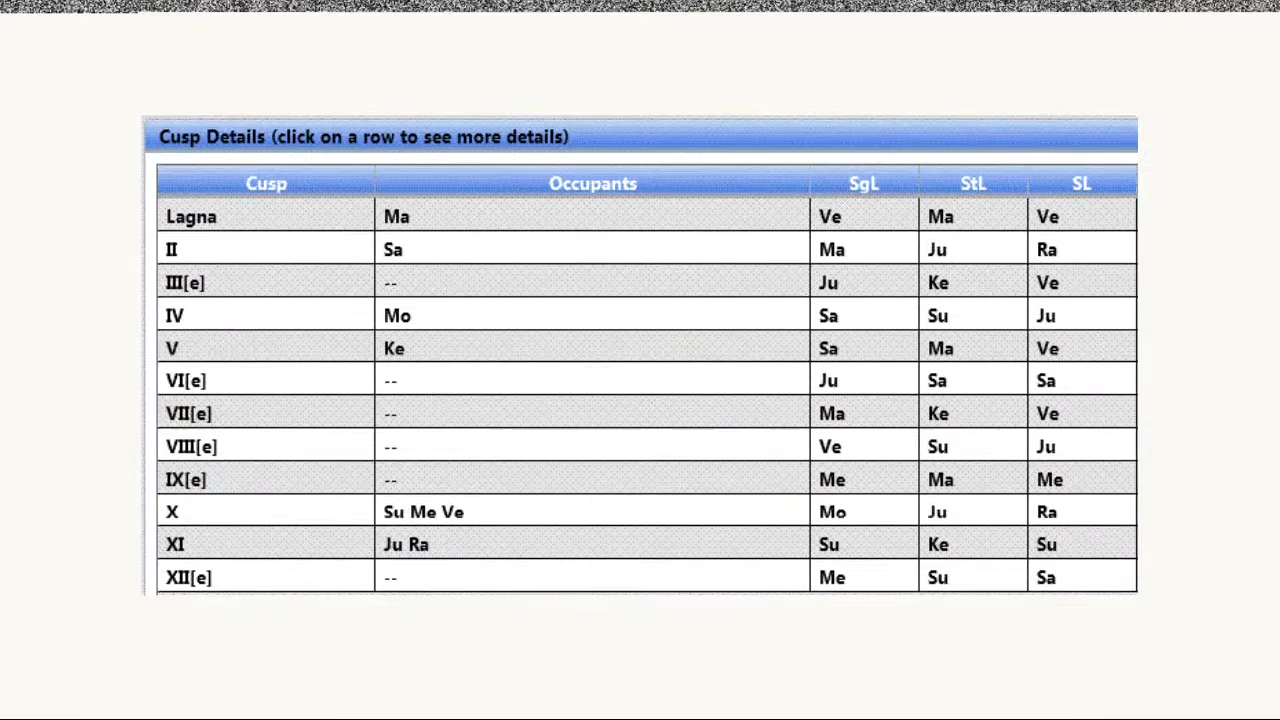 Cusp Details (click on a row to see more details)
Cusp Occupants SgL StL SL
Lagna Ma Ve Ma Ve
II Sa Ma Ju Ra
III[e] -- Ju Ke Ve
IV Mo Sa Su Ju
V Ke Sa Ma Ve
VI[e] -- Ju Sa Sa
VII[e] -- Ma Ke Ve
VIII[e] -- Ve Su Ju
IX[e] -- Me Ma Me
X Su Me Ve Mo Ju Ra
XI Ju Ra Su Ke Su
XII[e] -- Me Su Sa